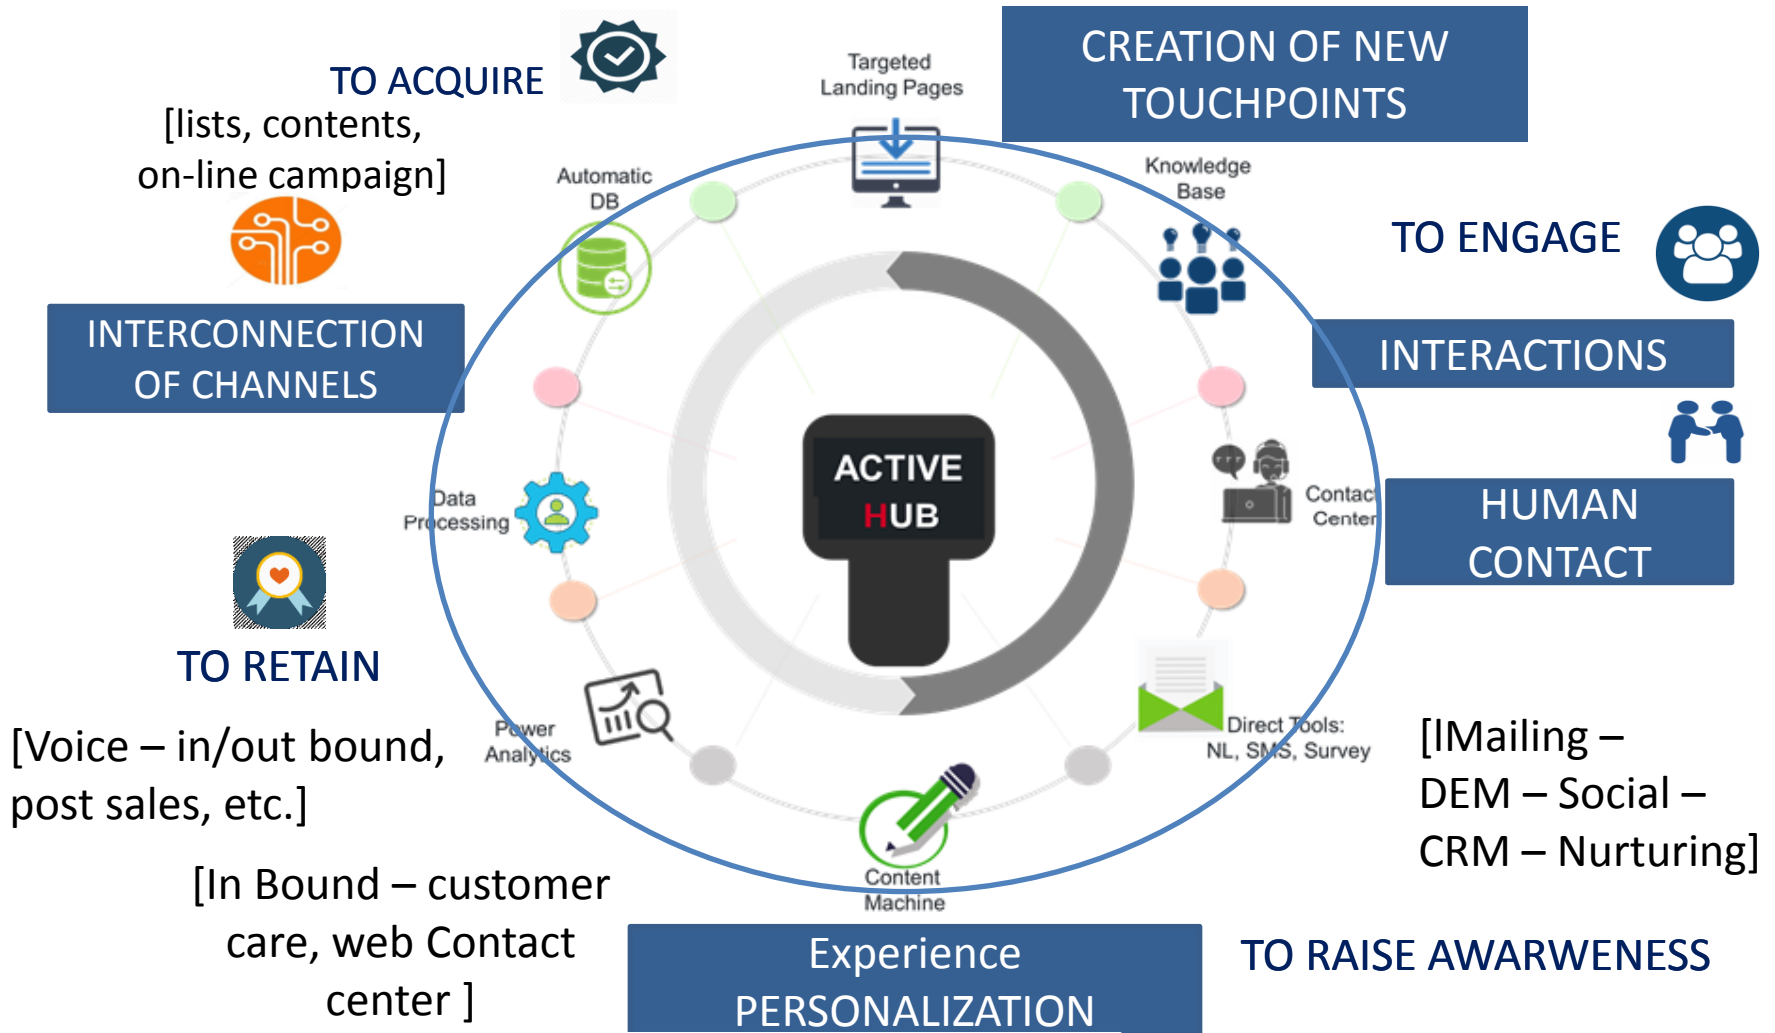 TO ACQUIRE
[lists, contents,
on-line campaign]
Targeted
Landing Pages
CREATION OF NEW
TOUCHPOINTS
Automatic
DB
Knowledge
Base
TO ENGAGE
INTERCONNECTION
OF CHANNELS
INTERACTIONS
ACTIVE
HUB
Data
Processing
Contact
Center
HUMAN
CONTACT
TO RETAIN
[Voice – in/out bound,
post sales, etc.]
Power
Analytics
Direct Tools:
NL, SMS, Survey
[lMailing –
DEM – Social –
CRM – Nurturing]
[In Bound – customer
care, web Contact
center ]
Content
Machine
Experience
PERSONALIZATION
TO RAISE AWARWENESS